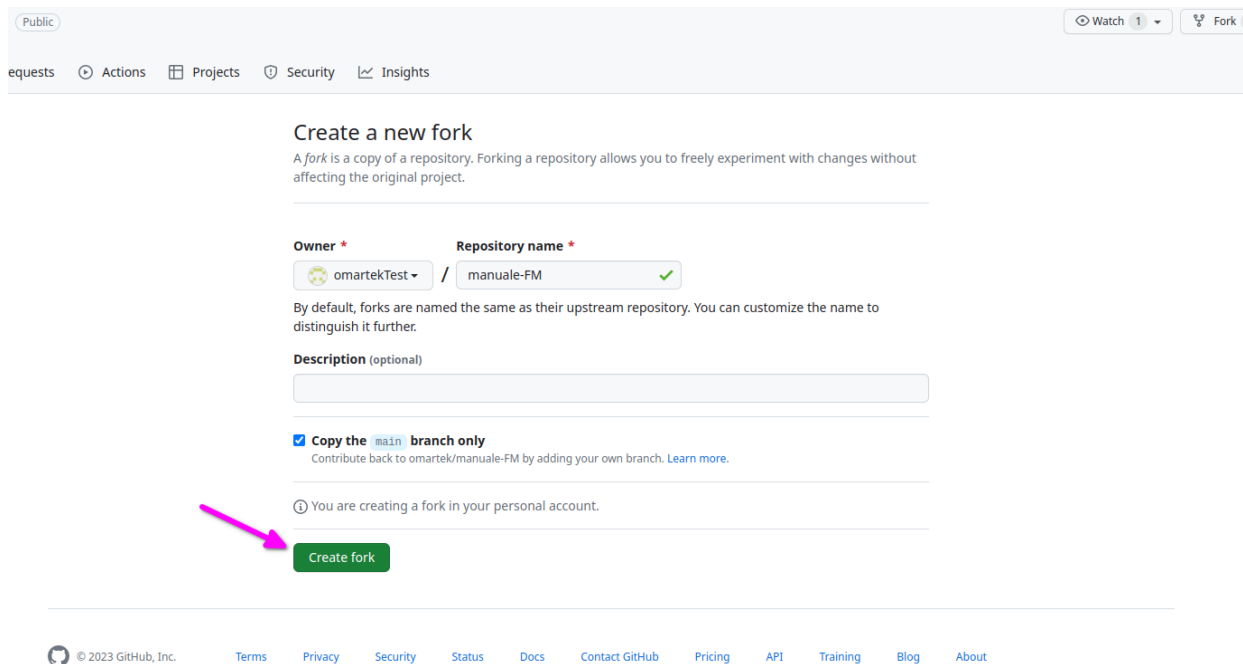 Public
Watch 1
Fork
equests Actions Projects Security Insights
Create a new fork
A fork is a copy of a repository. Forking a repository allows you to freely experiment with changes without
affecting the original project.
Owner * Repository name *
omartekTest / manuale-FM
By default, forks are named the same as their upstream repository. You can customize the name to
distinguish it further.
Description (optional)
Copy the main branch only
Contribute back to omartek/manuale-FM by adding your own branch. Learn more.
You are creating a fork in your personal account.
Create fork
© 2023 GitHub, Inc. Terms Privacy Security Status Docs Contact GitHub Pricing API Training Blog About